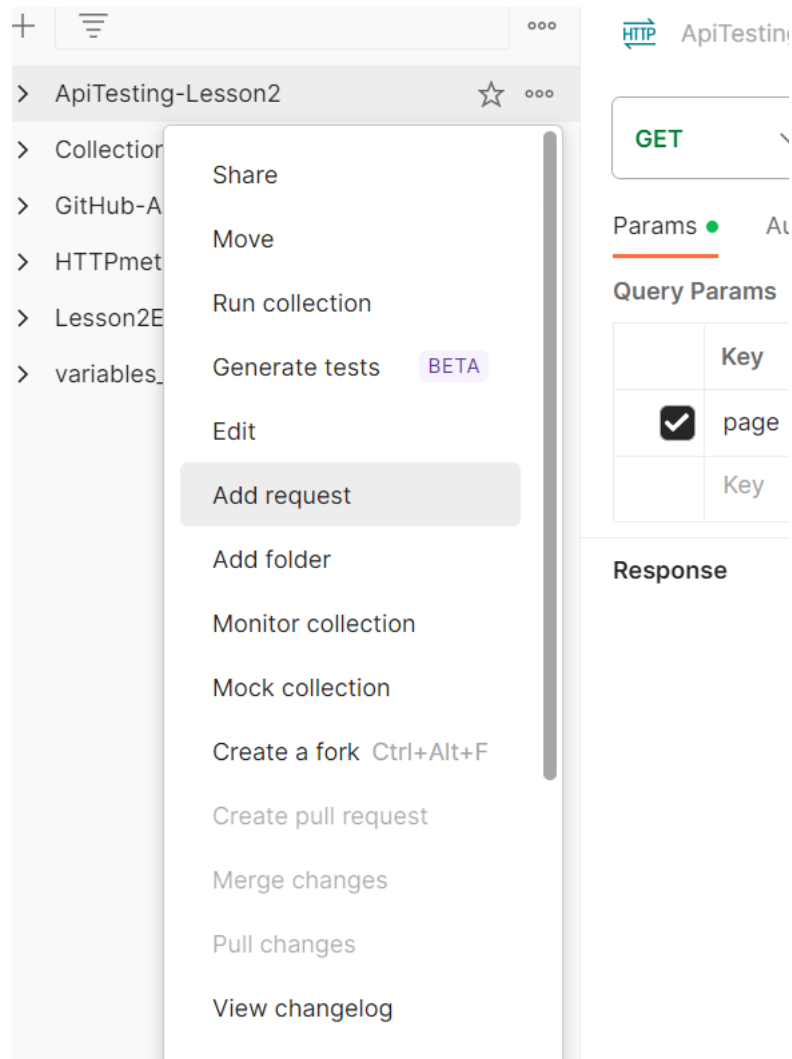 HTTP ApiTesting
ApiTesting-Lesson2
Collection
GitHub-A
HTTPmet
Lesson2E
variables_
Share
Move
Run collection
Generate tests BETA
Edit
Add request
Add folder
Monitor collection
Mock collection
Create a fork Ctrl+Alt+F
Create pull request
Merge changes
Pull changes
View changelog
GET
Params Au
Query Params
Key
page
Key
Response